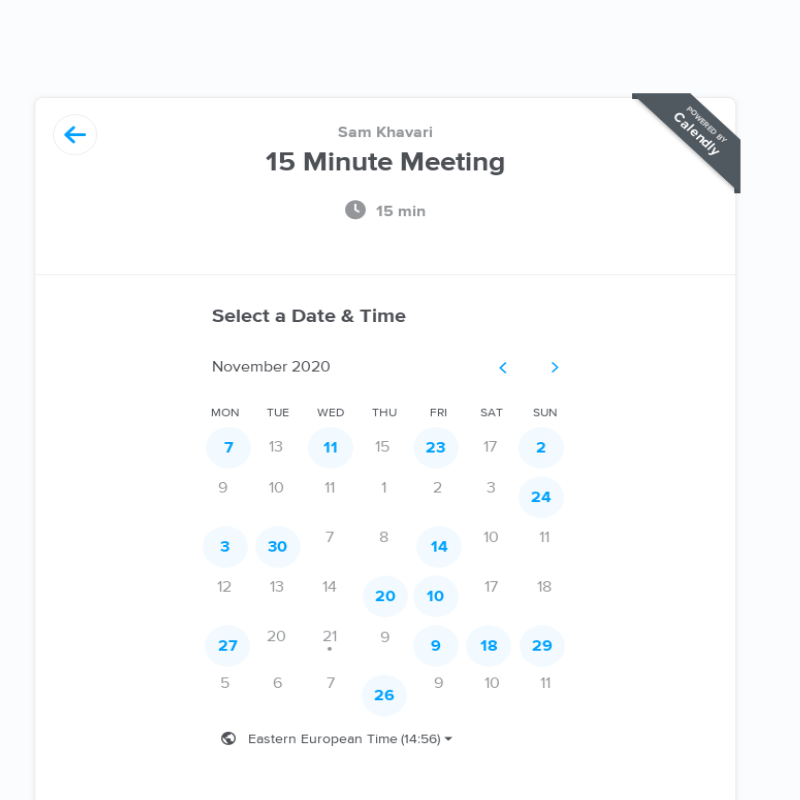 POWERED BY
Calendly
Sam Khavari
15 Minute Meeting
15 min
Select a Date & Time
November 2020
MON TUE WED THU FRI SAT SUN
7 13 11 15 23 17 2
9 10 11 1 2 3 24
3 30 7 8 14 10 11
12 13 14 20 10 17 18
27 20 21 9 9 18 29
5 6 7 26 9 10 11
Eastern European Time (14:56)